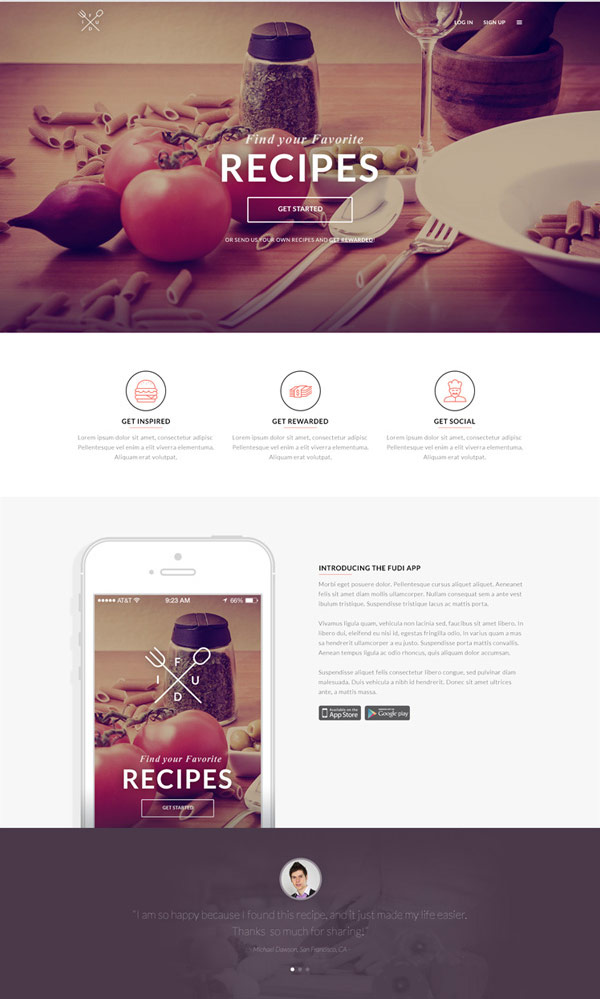 F
I U
D
LOG IN SIGN UP
Find your Favorite
RECIPES
GET STARTED
OR SEND US YOUR OWN RECIPES AND GET REWARDED!
GET INSPIRED
Lorem ipsum dolor sit amet, consectetur adipisc
Pellentesque vel enim a elit viverra elementuma.
Aliquam erat volutpat.
GET REWARDED
Lorem ipsum dolor sit amet, consectetur adipisc
Pellentesque vel enim a elit viverra elementuma.
Aliquam erat volutpat.
GET SOCIAL
Lorem ipsum dolor sit amet, consectetur adipisc
Pellentesque vel enim a elit viverra elementuma.
Aliquam erat volutpat.
AT&T 9:23 AM 66%
F
I U
D
Find your Favorite
RECIPES
GET STARTED
INTRODUCING THE FUDI APP
Morbi eget posuere dolor. Pellentesque cursus aliquet aliquet. Aeneanet
felis sit amet diam mollis ullamcorper. Nullam consequat sem a ante vest
ibulum tristique. Suspendisse tristique lacus ac mattis porta.
Vivamus ligula quam, vehicula non lacinia sed, faucibus sit amet libero. In
libero dui, eleifend eu nisi id, egestas fringilla odio. In varius quam a mas
sa hendrerit ullamcorper a eu justo. Suspendisse porta mattis convallis.
Aenean tempus ligula ac odio rhoncus, quis aliquam dolor accumsan.
Suspendisse aliquet felis consectetur libero congue, sed pulvinar diam
malesuada. Duis vehicula a nibh id hendrerit. Donec sit amet ultrices
ante, a mattis massa.
Available on the
App Store
Google play
"I am so happy because I found this recipe, and it just made my life easier.
Thanks so much for sharing."
- Michael Dawson, San Francisco, CA -